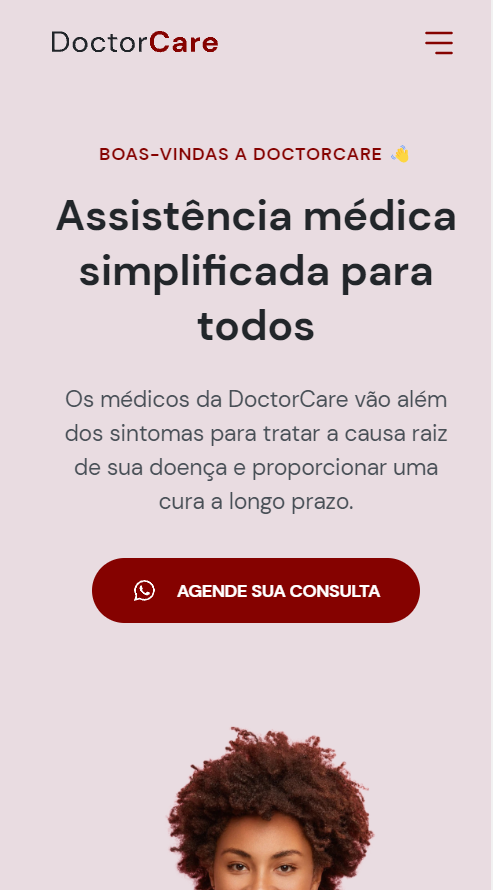 DoctorCare
BOAS-VINDAS A DOCTORCARE 👋
Assistência médica
simplificada para
todos
Os médicos da DoctorCare vão além
dos sintomas para tratar a causa raiz
de sua doença e proporcionar uma
cura a longo prazo.
AGENDE SUA CONSULTA